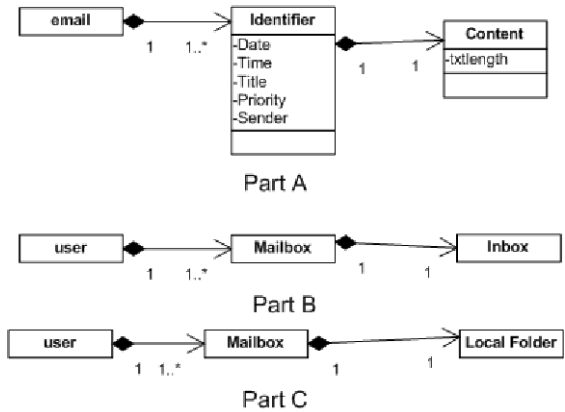 email
Identifier
-Date
-Time
-Title
-Priority
-Sender
Content
-txtlength
1
1..*
1
1
Part A
user
Mailbox
Inbox
1
1..*
1
1
Part B
user
Mailbox
Local Folder
1
1..*
1
1
Part C